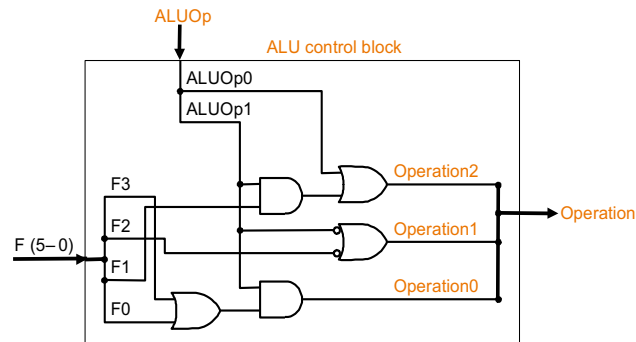 ALUOp
ALU control block
ALUOp0
ALUOp1
F3
Operation2
F2
Operation
Operation1
F (5–0)
F1
Operation0
F0